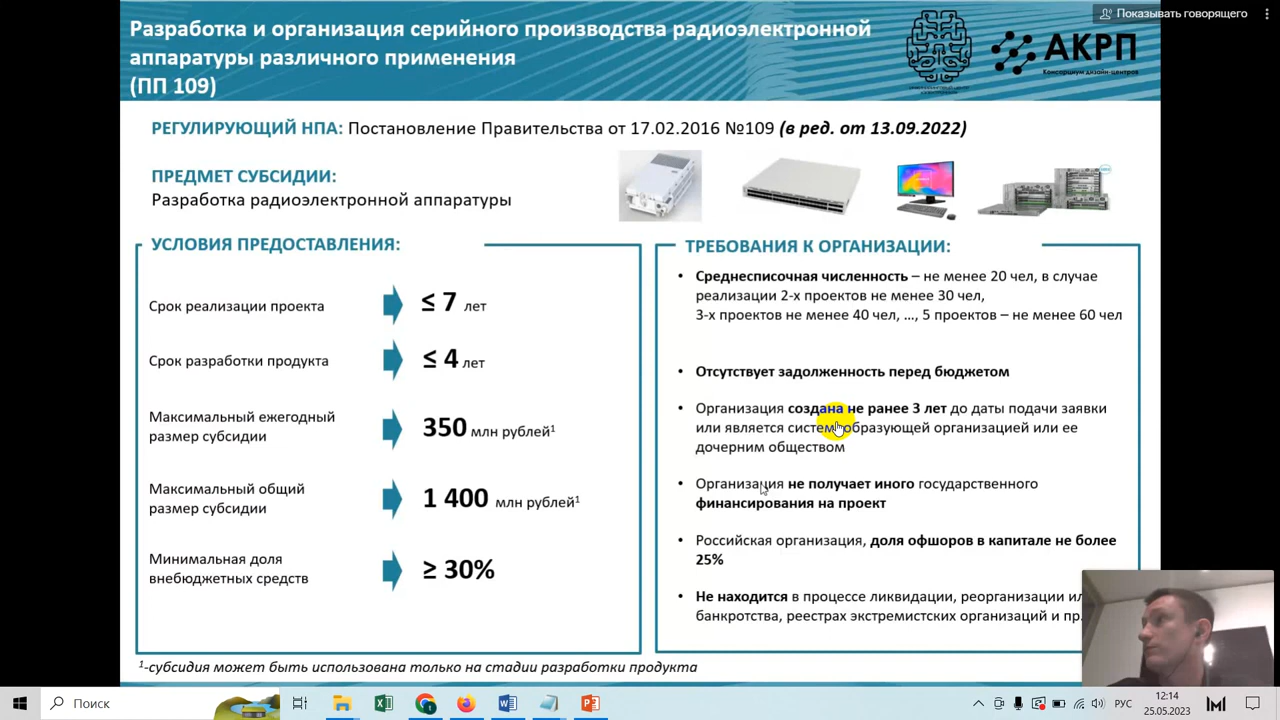 Показывать говорящего
Разработка и организация серийного производства радиоэлектронной
аппаратуры различного применения
(ПП 109)
АКРП
Консорциум дизайн-центров
РЕГУЛИРУЮЩИЙ НПА: Постановление Правительства от 17.02.2016 №109 (в ред. от 13.09.2022)
ПРЕДМЕТ СУБСИДИИ:
Разработка радиоэлектронной аппаратуры
УСЛОВИЯ ПРЕДОСТАВЛЕНИЯ:
Срок реализации проекта
≤ 7 лет
Срок разработки продукта
≤ 4 лет
Максимальный ежегодный
размер субсидии
350 млн рублей¹
Максимальный общий
размер субсидии
1 400 млн рублей¹
Минимальная доля
внебюджетных средств
≥ 30%
ТРЕБОВАНИЯ К ОРГАНИЗАЦИИ:
• Среднесписочная численность – не менее 20 чел, в случае
реализации 2-х проектов не менее 30 чел,
3-х проектов не менее 40 чел, ..., 5 проектов – не менее 60 чел
• Отсутствует задолженность перед бюджетом
• Организация создана не ранее 3 лет до даты подачи заявки
или является системообразующей организацией или ее
дочерним обществом
• Организация не получает иного государственного
финансирования на проект
• Российская организация, доля офшоров в капитале не более
25%
• Не находится в процессе ликвидации, реорганизации
банкротства, реестрах экстремистских организаций и пр.
¹-субсидия может быть использована только на стадии разработки продукта
Поиск
РУС
12:14
25.05.2023